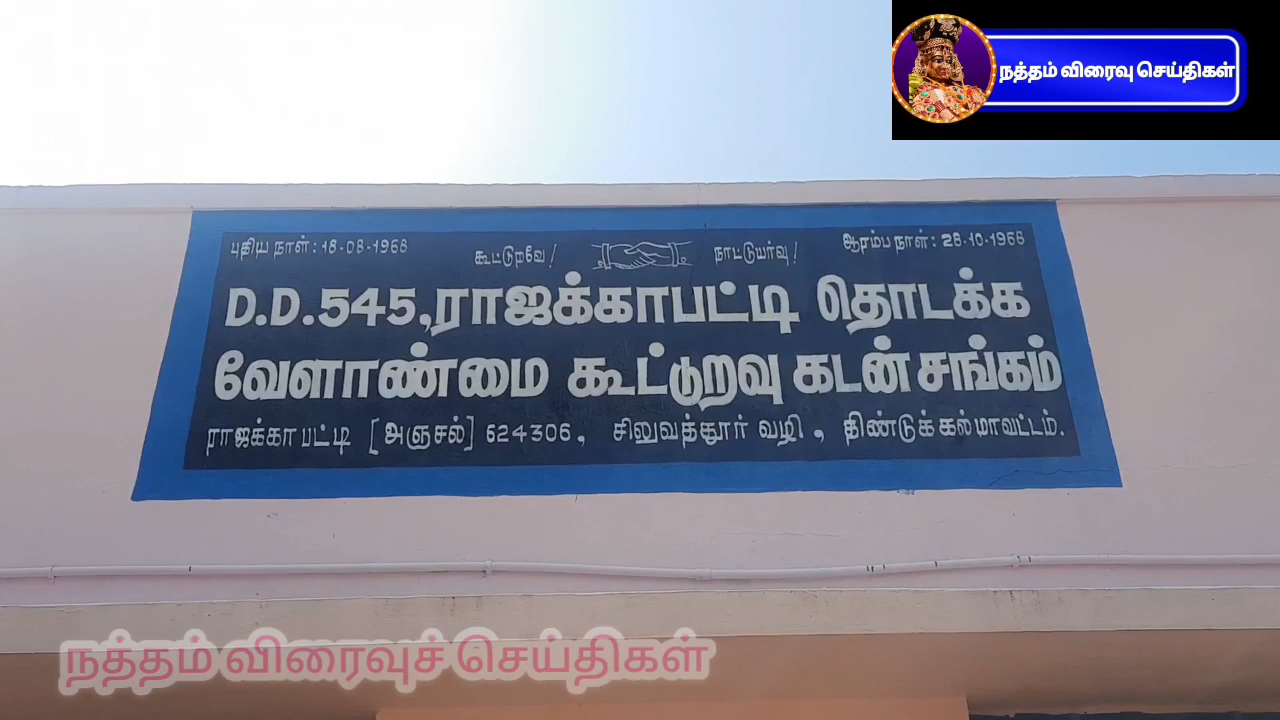 நத்தம் விரைவு செய்திகள்
புதிய நாள்: 18-08-1968
கூட்டுறவே!
நாட்டுயர்வு!
ஆரம்ப நாள்: 28-10-1968
D.D.545,ராஜக்காபட்டி தொடக்க
வேளாண்மை கூட்டுறவு கடன் சங்கம்
ராஜக்காபட்டி [அஞ்சல்] 624306, சிலுவத்தூர் வழி, திண்டுக்கல்மாவட்டம்.
நத்தம் விரைவுச் செய்திகள்